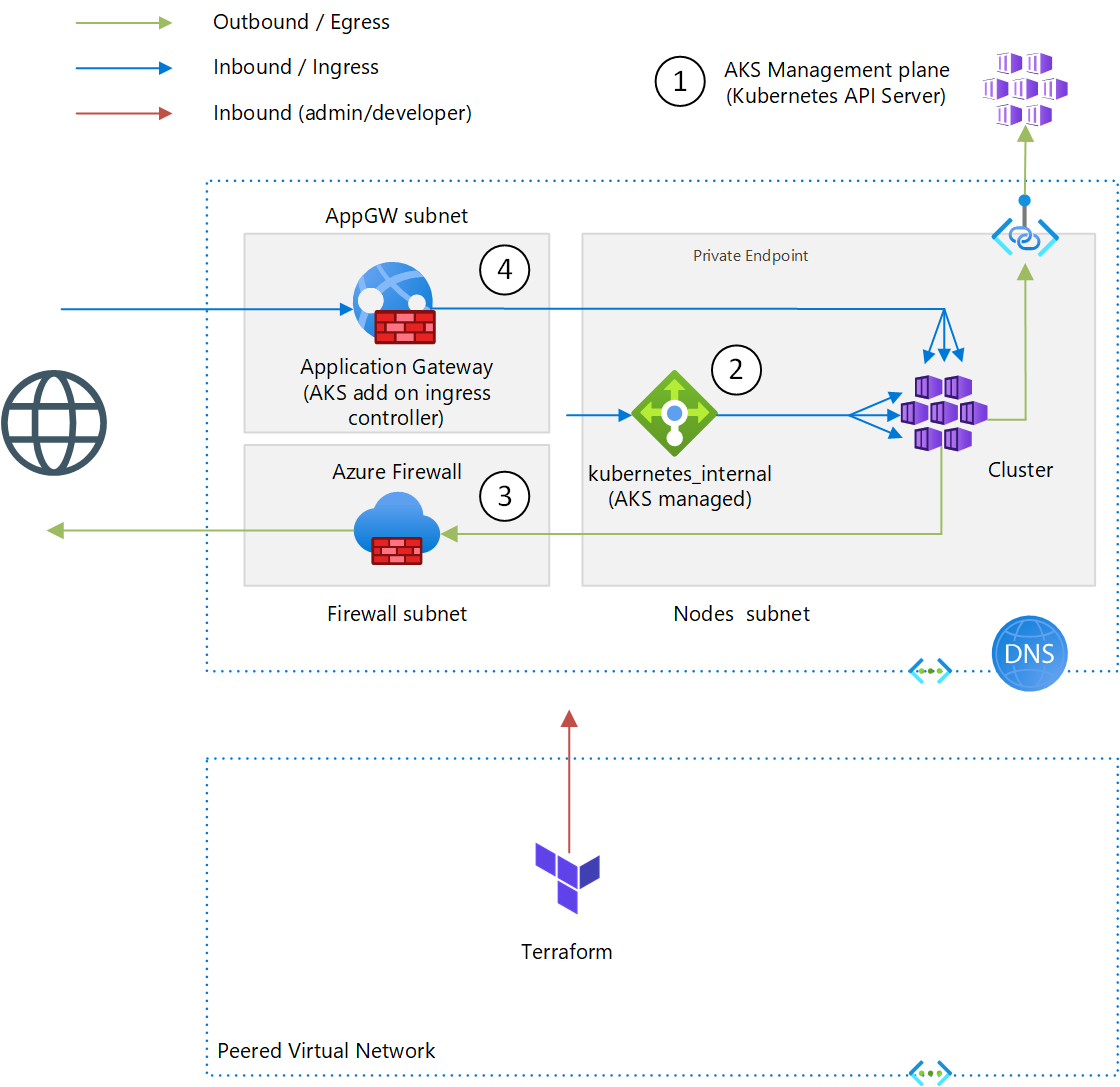 Outbound / Egress
Inbound / Ingress
Inbound (admin/developer)
1
AKS Management plane
(Kubernetes API Server)
AppGW subnet
4
Private Endpoint
Application Gateway
(AKS add on ingress
controller)
2
kubernetes_internal
(AKS managed)
Cluster
Azure Firewall
3
Firewall subnet
Nodes subnet
DNS
Terraform
Peered Virtual Network